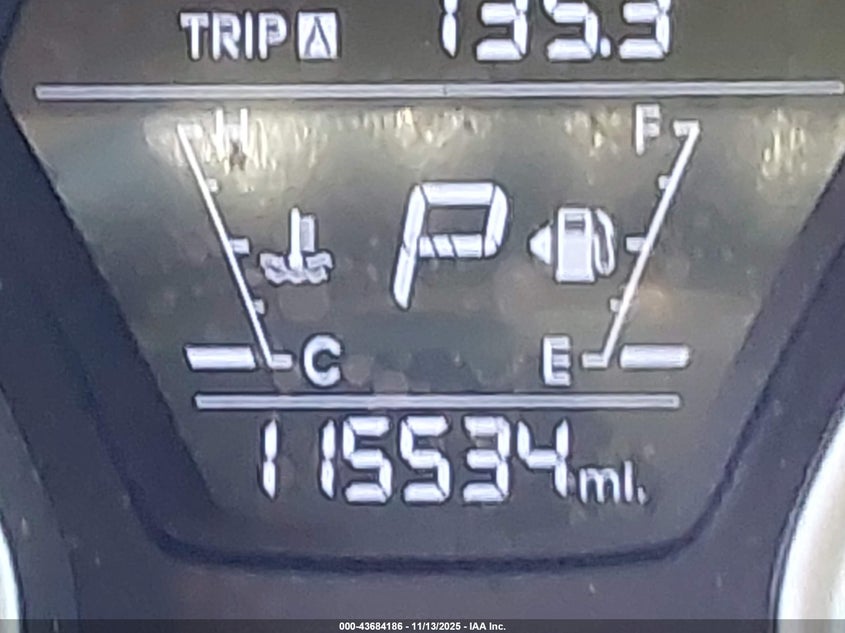 TRIP A 135.3
H F
P
C E
115534 mi.
000-43684186 - 11/13/2025 - IAA Inc.